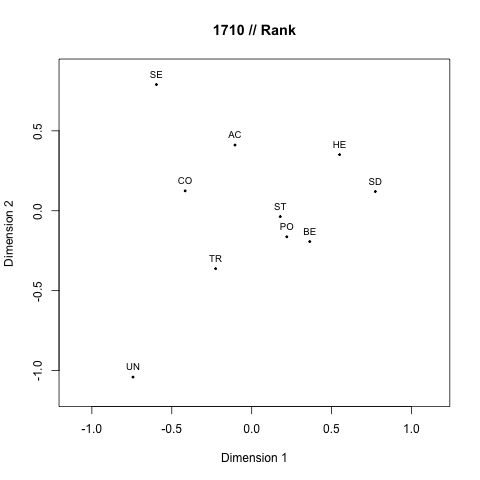 1710 // Rank
SE
AC
HE
CO
SD
ST
PO
BE
TR
UN
0.5
0.0
-0.5
-1.0
Dimension 2
-1.0 -0.5 0.0 0.5 1.0
Dimension 1